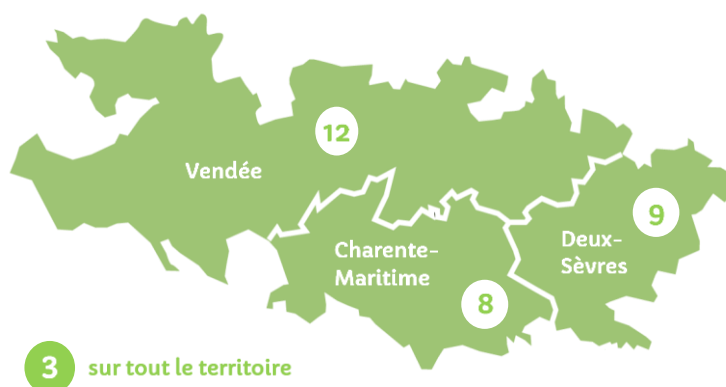 12
Vendée
9
Deux-
Sèvres
Charente-
Maritime
8
3 sur tout le territoire